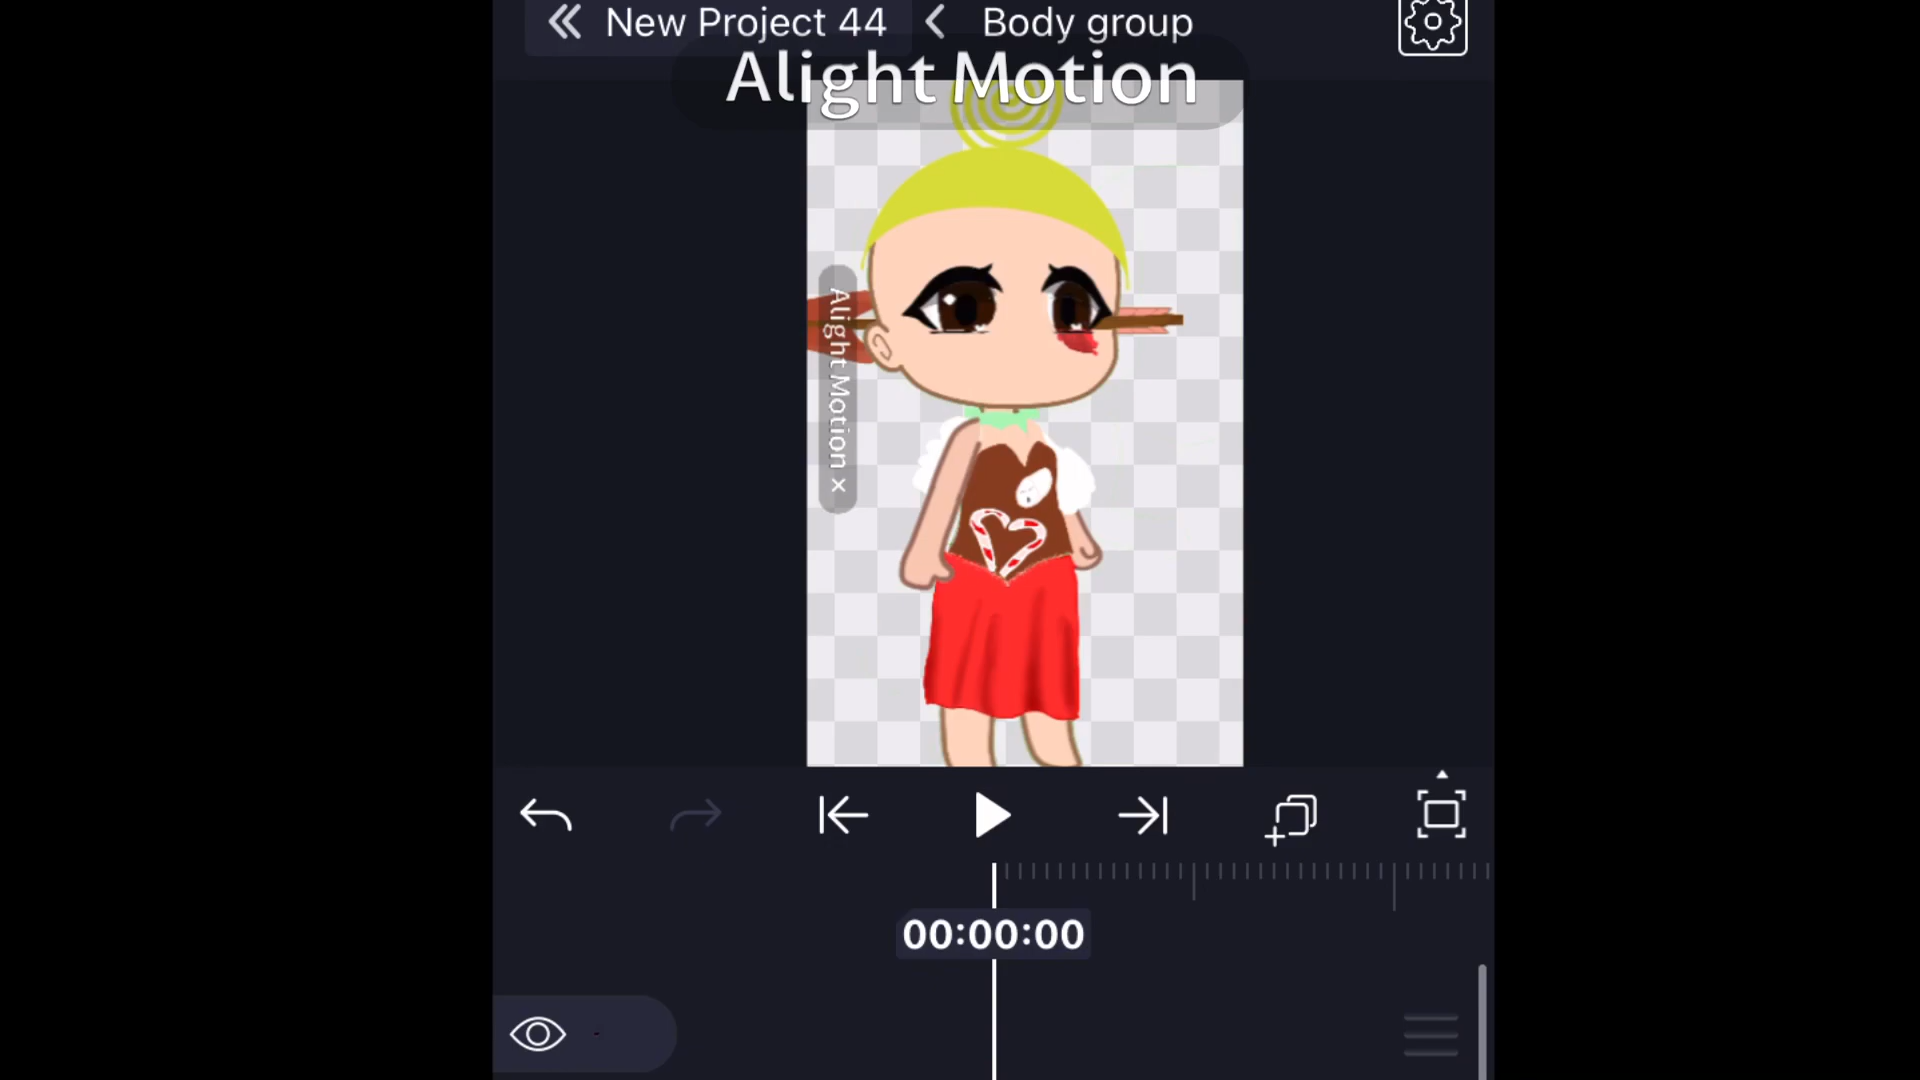 New Project 44
Body group
Alight Motion
Alight Motion ×
00:00:00